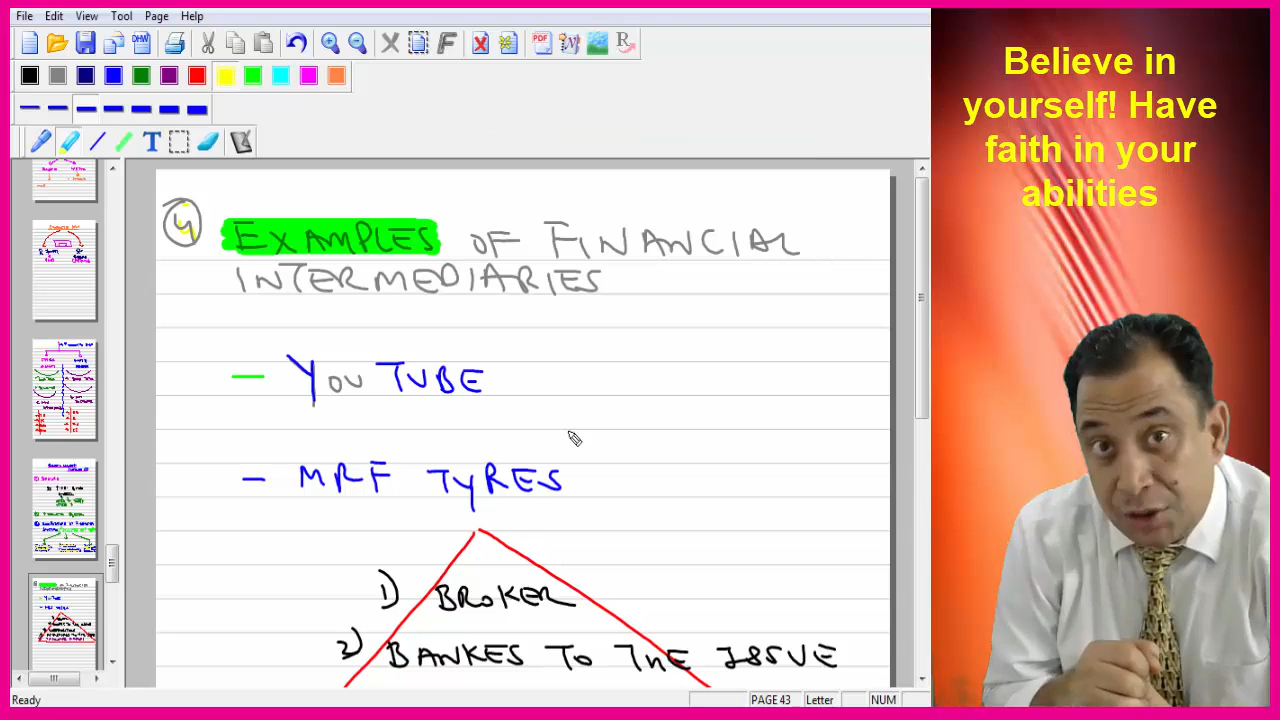 File Edit View Tool Page Help
Believe in
yourself! Have
faith in your
abilities
4 EXAMPLES OF FINANCIAL
INTERMEDIARIES
- YOU TUBE
- MRF TYRES
1) BROKER
2) BANKES TO THE ISSUE
Ready
PAGE 43 Letter NUM